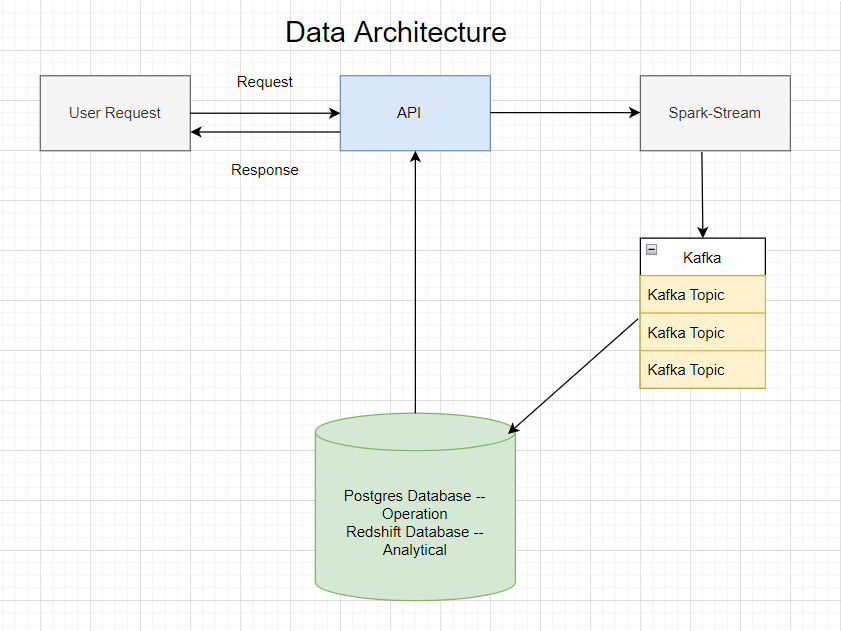 Data Architecture
Request
User Request
API
Spark-Stream
Response
Kafka
Kafka Topic
Kafka Topic
Kafka Topic
Postgres Database --
Operation
Redshift Database --
Analytical